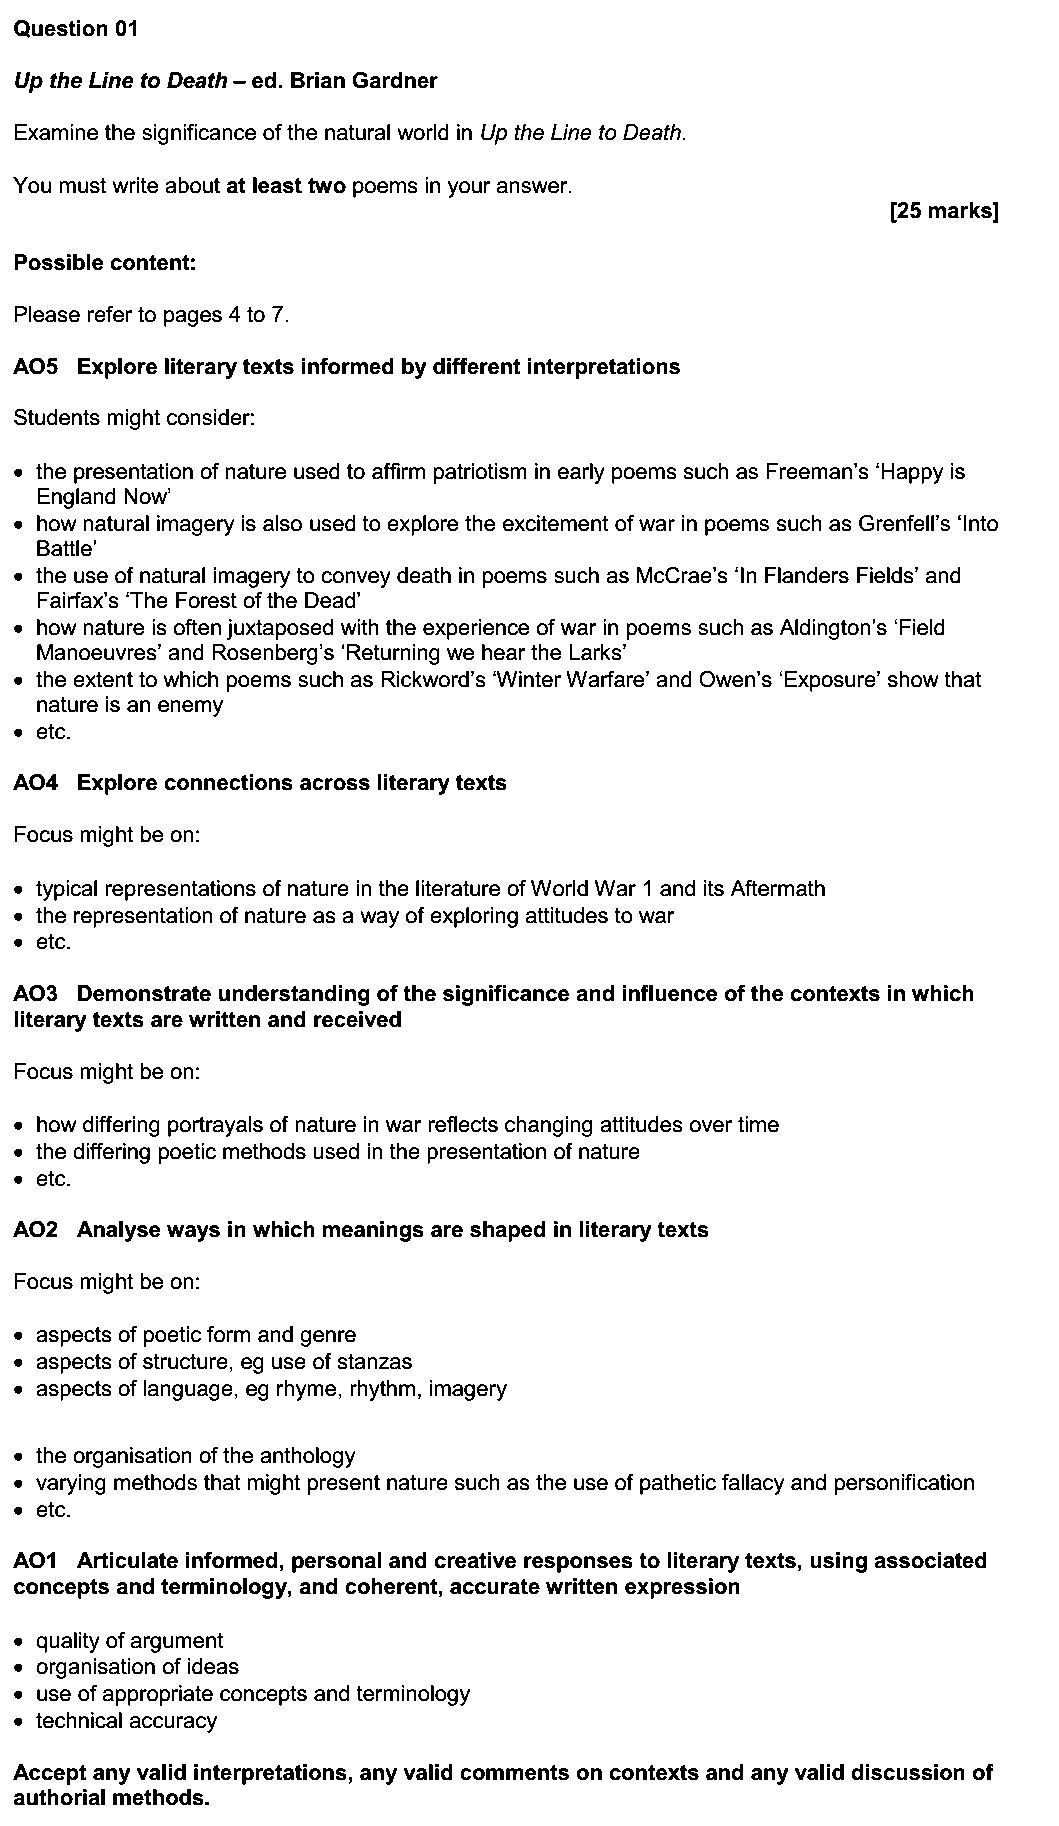 Question 01
Up the Line to Death – ed. Brian Gardner
Examine the significance of the natural world in Up the Line to Death.
You must write about at least two poems in your answer.
[25 marks]
Possible content:
Please refer to pages 4 to 7.
AO5 Explore literary texts informed by different interpretations
Students might consider:
• the presentation of nature used to affirm patriotism in early poems such as Freeman's 'Happy is
England Now'
• how natural imagery is also used to explore the excitement of war in poems such as Grenfell's 'Into
Battle'
• the use of natural imagery to convey death in poems such as McCrae's 'In Flanders Fields' and
Fairfax's 'The Forest of the Dead'
• how nature is often juxtaposed with the experience of war in poems such as Aldington's 'Field
Manoeuvres' and Rosenberg's 'Returning we hear the Larks'
• the extent to which poems such as Rickword's 'Winter Warfare' and Owen's 'Exposure' show that
nature is an enemy
• etc.
AO4 Explore connections across literary texts
Focus might be on:
• typical representations of nature in the literature of World War 1 and its Aftermath
• the representation of nature as a way of exploring attitudes to war
• etc.
AO3 Demonstrate understanding of the significance and influence of the contexts in which
literary texts are written and received
Focus might be on:
• how differing portrayals of nature in war reflects changing attitudes over time
• the differing poetic methods used in the presentation of nature
• etc.
AO2 Analyse ways in which meanings are shaped in literary texts
Focus might be on:
• aspects of poetic form and genre
• aspects of structure, eg use of stanzas
• aspects of language, eg rhyme, rhythm, imagery
• the organisation of the anthology
• varying methods that might present nature such as the use of pathetic fallacy and personification
• etc.
AO1 Articulate informed, personal and creative responses to literary texts, using associated
concepts and terminology, and coherent, accurate written expression
• quality of argument
• organisation of ideas
• use of appropriate concepts and terminology
• technical accuracy
Accept any valid interpretations, any valid comments on contexts and any valid discussion of
authorial methods.